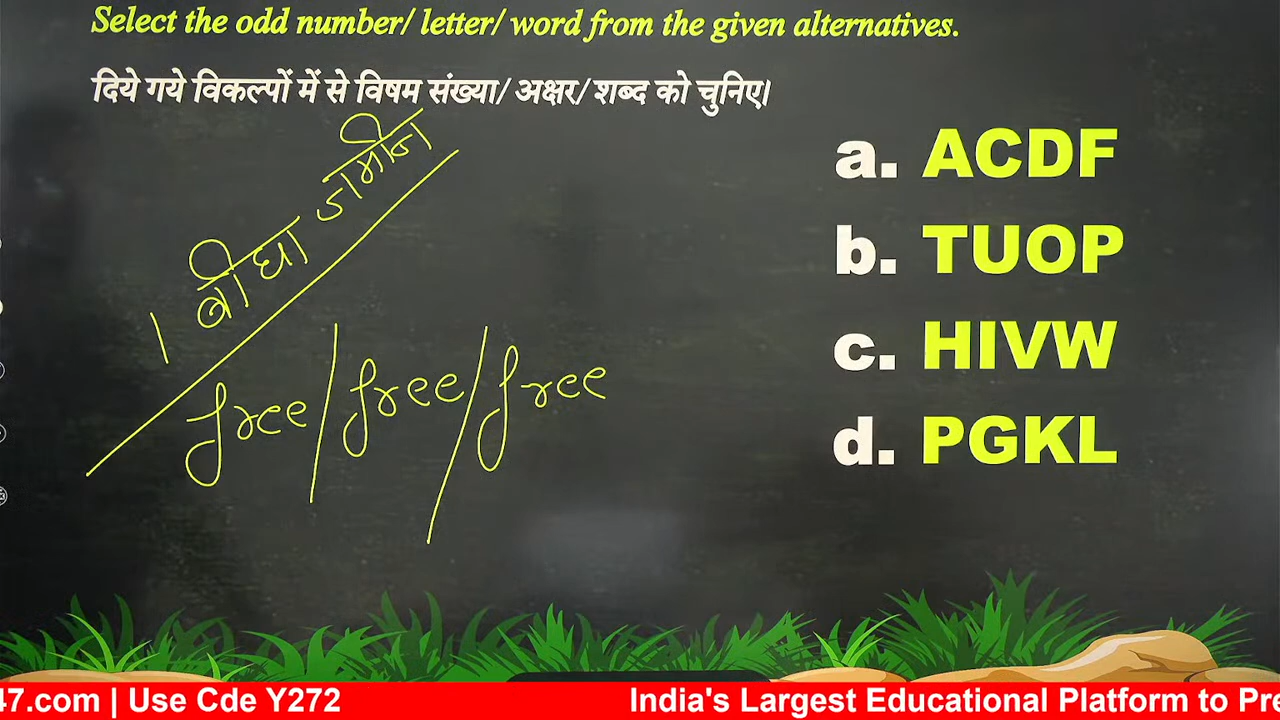 Select the odd number/ letter/ word from the given alternatives.
दिये गये विकल्पों में से विषम संख्या/ अक्षर/ शब्द को चुनिए।
a. ACDF
b. TUOP
c. HIVW
d. PGKL
1 बीघा जमीन
free/free/free
47.com | Use Cde Y272
India's Largest Educational Platform to Pre